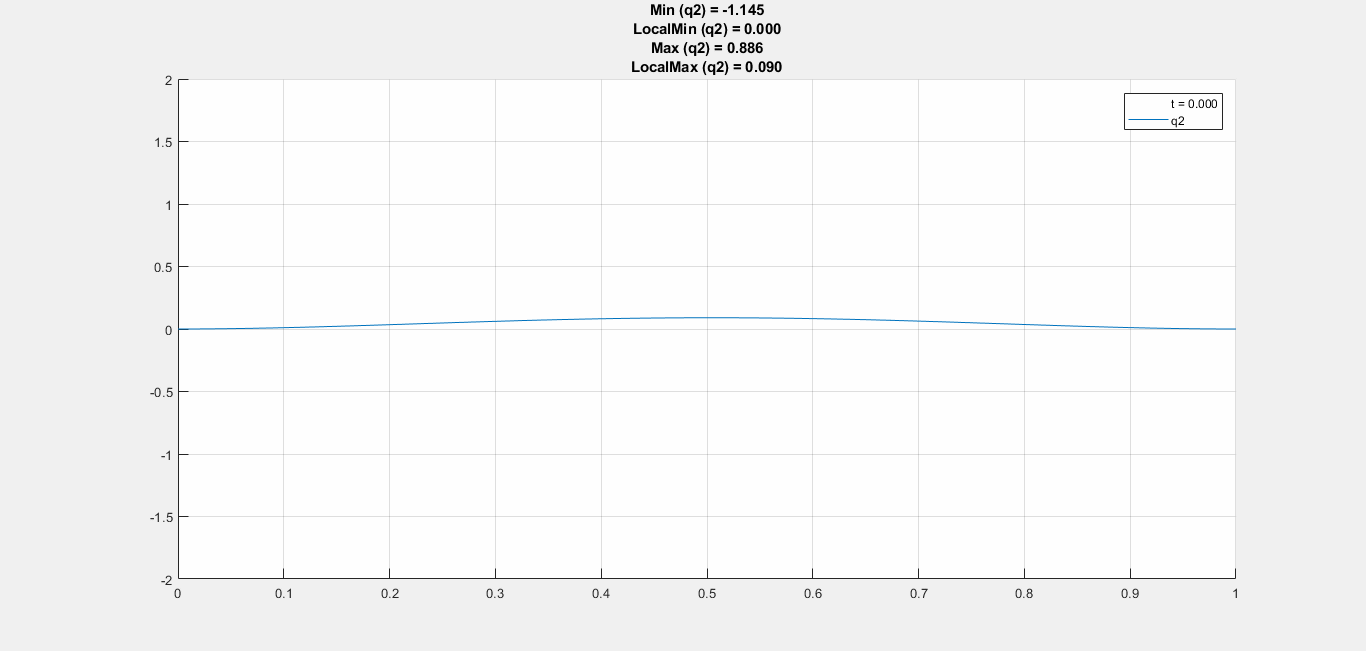 Min (q2) = -1.145
LocalMin (q2) = 0.000
Max (q2) = 0.886
LocalMax (q2) = 0.090
2
t = 0.000
q2
1.5
1
0.5
0
-0.5
-1
-1.5
-2
0 0.1 0.2 0.3 0.4 0.5 0.6 0.7 0.8 0.9 1